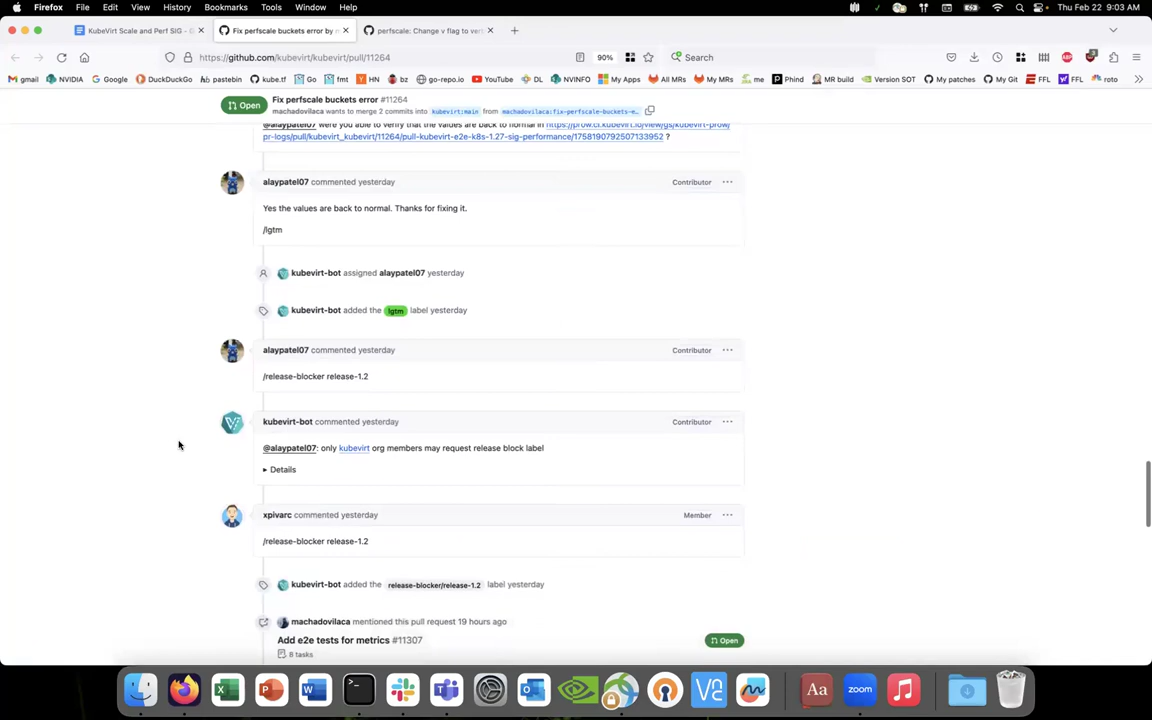 Firefox File Edit View History Bookmarks Tools Window Help Thu Feb 22 9:03 AM
KubeVirt Scale and Perf SIG - G × Fix perfscale buckets error by m × perfscale: Change v flag to verb × +
https://github.com/kubevirt/kubevirt/pull/11264 90% Search
gmail NVIDIA Google DuckDuckGo pastebin kube.tf Go fmt HN bz go-repo.io YouTube DL NVINFO My Apps All MRs My MRs me Phind MR build Version SOT My patches My Git FFL FFL roto
Open Fix perfscale buckets error #11264
machadovilaca wants to merge 2 commits into kubevirt:main from machadovilaca:fix-perfscale-buckets-e…
@alaypatel07 were you able to verify that the values are back to normal in https://prow.ci.kubevirt.io/view/gs/kubevirt-prow/
pr-logs/pull/kubevirt_kubevirt/11264/pull-kubevirt-e2e-k8s-1.27-sig-performance/1758190792507133952 ?
alaypatel07 commented yesterday Contributor
Yes the values are back to normal. Thanks for fixing it.
/lgtm
kubevirt-bot assigned alaypatel07 yesterday
kubevirt-bot added the lgtm label yesterday
alaypatel07 commented yesterday Contributor
/release-blocker release-1.2
kubevirt-bot commented yesterday Contributor
@alaypatel07: only kubevirt org members may request release block label
Details
xpivarc commented yesterday Member
/release-blocker release-1.2
kubevirt-bot added the release-blocker/release-1.2 label yesterday
machadovilaca mentioned this pull request 19 hours ago
Add e2e tests for metrics #11307 Open
8 tasks